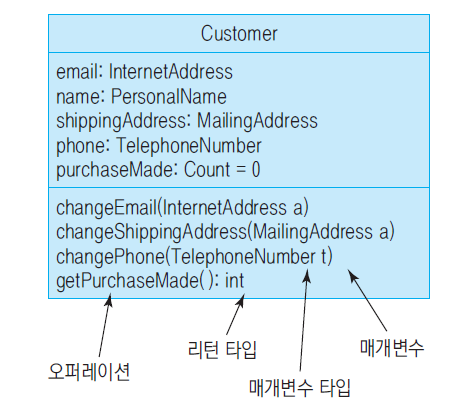 Customer
email: InternetAddress
name: PersonalName
shippingAddress: MailingAddress
phone: TelephoneNumber
purchaseMade: Count = 0
changeEmail(InternetAddress a)
changeShippingAddress(MailingAddress a)
changePhone(TelephoneNumber t)
getPurchaseMade( ): int
오퍼레이션
리턴 타입
매개변수 타입
매개변수